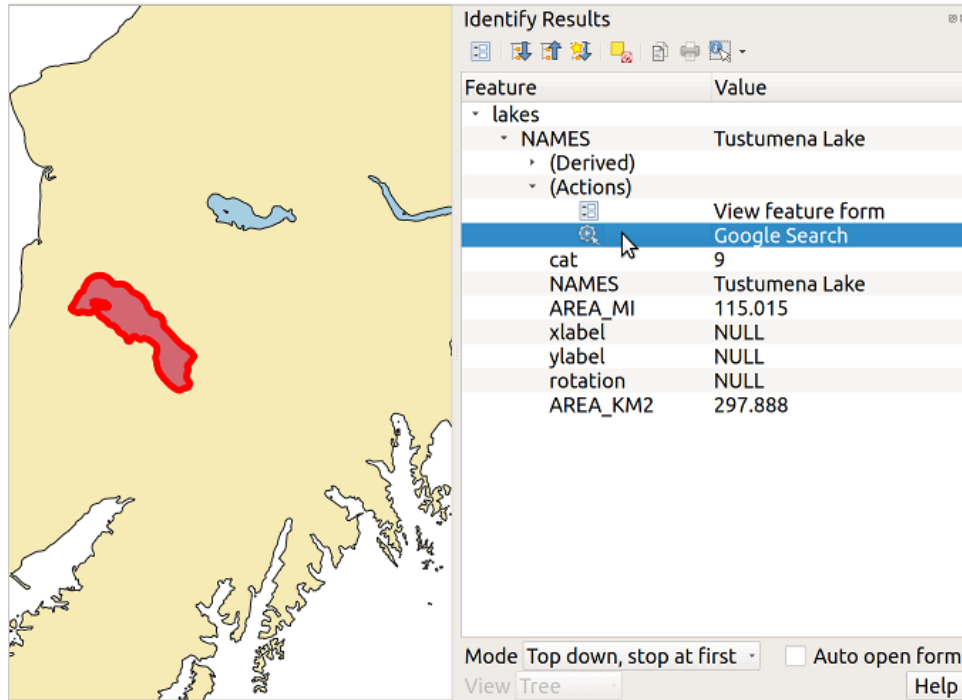 Identify Results
Feature Value
lakes
NAMES Tustumena Lake
(Derived)
(Actions)
View feature form
Google Search
cat 9
NAMES Tustumena Lake
AREA_MI 115.015
xlabel NULL
ylabel NULL
rotation NULL
AREA_KM2 297.888
Mode Top down, stop at first Auto open form
View Tree Help